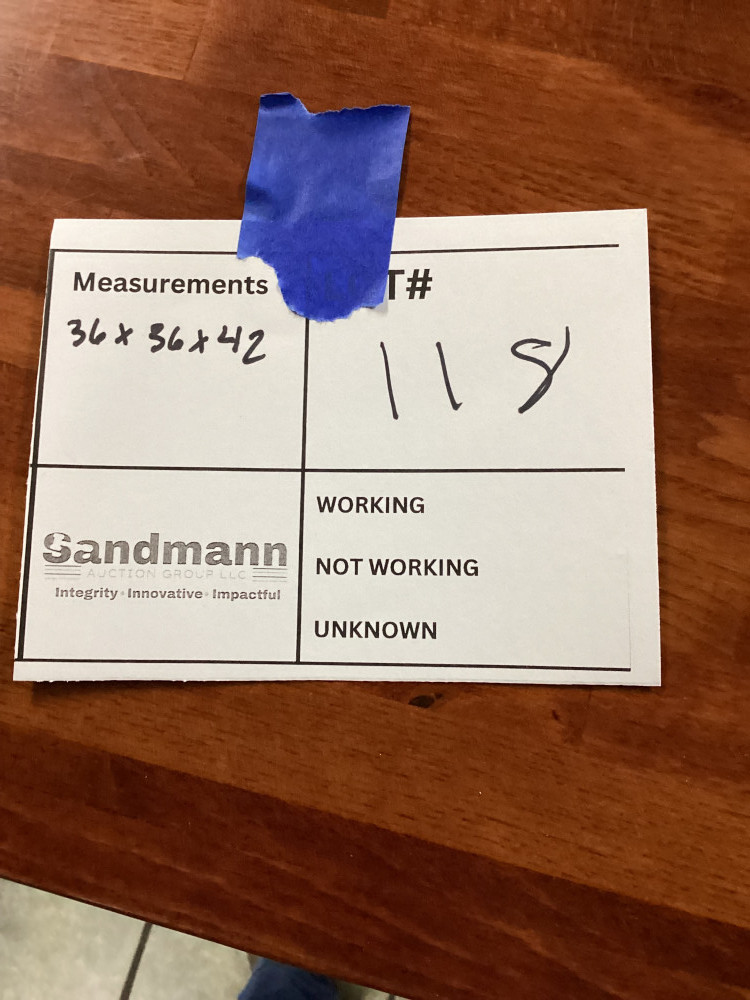 Measurements
T#
36 x 36 x 42
118
WORKING
Sandmann
AUCTION GROUP LLC
NOT WORKING
Integrity • Innovative • Impactful
UNKNOWN